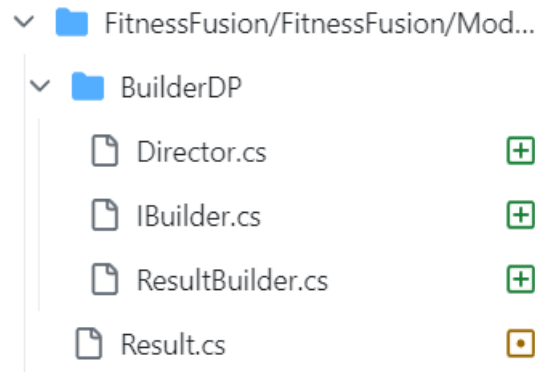 FitnessFusion/FitnessFusion/Mod...
BuilderDP
Director.cs
IBuilder.cs
ResultBuilder.cs
Result.cs